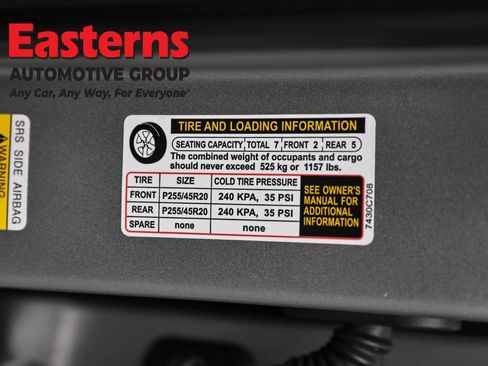 Easterns
AUTOMOTIVE GROUP
Any Car, Any Way, For Everyone
WARNING
SRS SIDE AIRBAG
TIRE AND LOADING INFORMATION
SEATING CAPACITY, TOTAL 7, FRONT 2, REAR 5
The combined weight of occupants and cargo
should never exceed 525 kg or 1157 lbs.
TIRE SIZE COLD TIRE PRESSURE
FRONT P255/45R20 240 KPA, 35 PSI
REAR P255/45R20 240 KPA, 35 PSI
SPARE none none
SEE OWNER'S
MANUAL FOR
ADDITIONAL
INFORMATION
7430C708